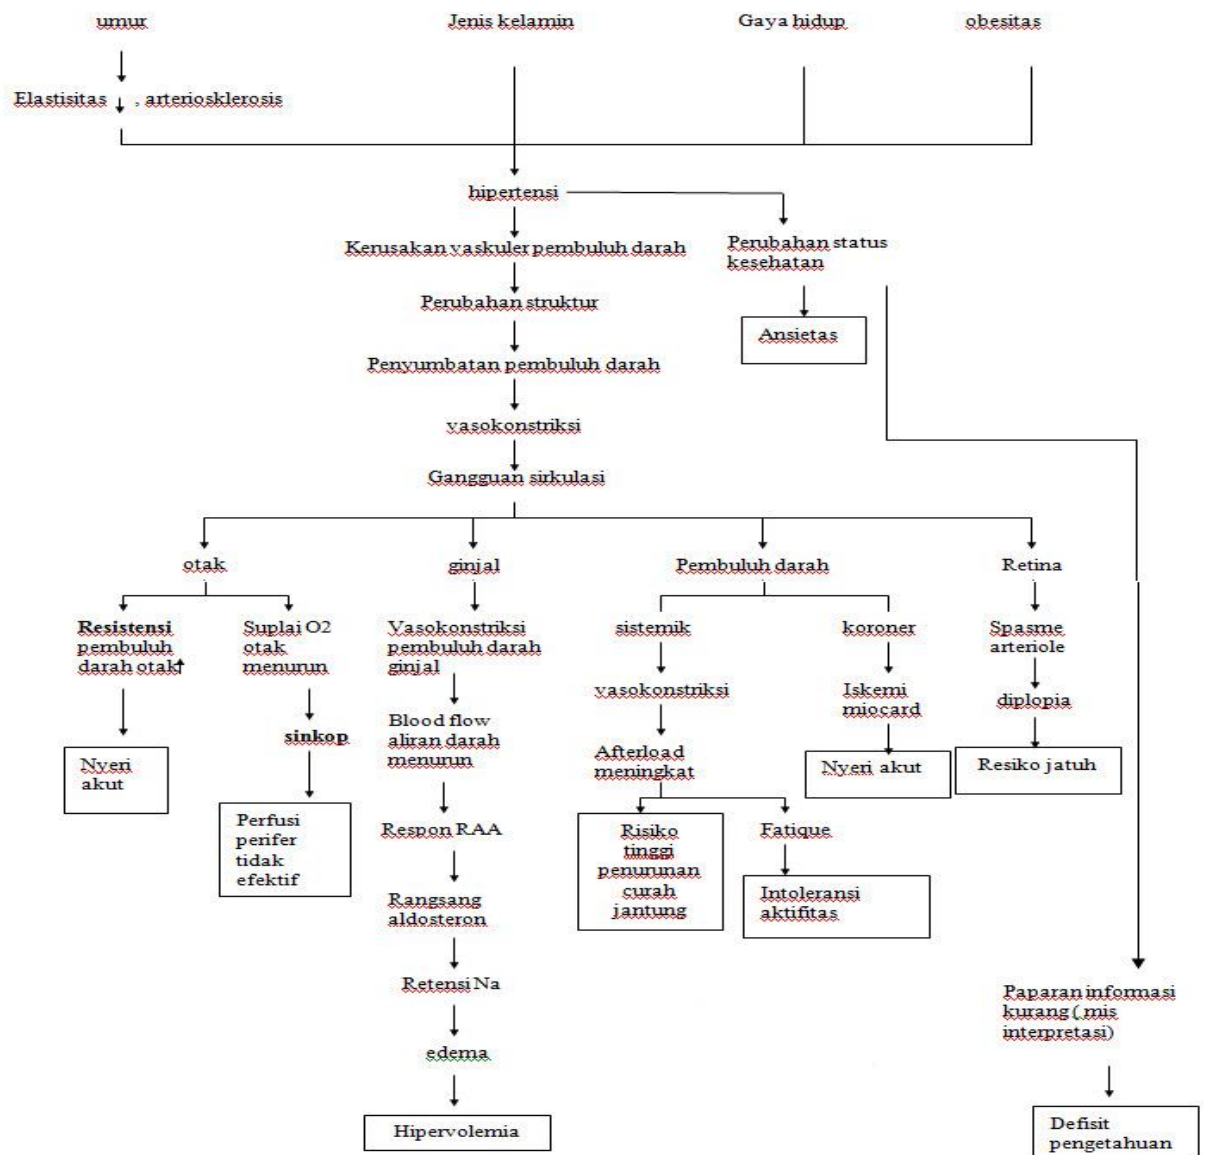 umur
Jenis kelamin
Gaya hidup
obesitas
Elastisitas ↓ , arteriosklerosis
hipertensi
Kerusakan vaskuler pembuluh darah
Perubahan status
kesehatan
Perubahan struktur
Ansietas
Penyumbatan pembuluh darah
vasokonstriksi
Gangguan sirkulasi
otak
ginjal
Pembuluh darah
Retina
Resistensi
pembuluh
darah otak↑
Suplai O2
otak
menurun
Vasokonstriksi
pembuluh darah
ginjal
sistemik
koroner
Spasme
arteriole
vasokonstriksi
Iskemi
miocard
diplopia
sinkop
Blood flow
aliran darah
menurun
Afterload
meningkat
Nyeri
akut
Nyeri akut
Resiko jatuh
Perfusi
perifer
tidak
efektif
Respon RAA
Risiko
tinggi
penurunan
curah
jantung
Fatique
Rangsang
aldosteron
Intoleransi
aktifitas
Retensi Na
Paparan informasi
kurang ( mis
interpretasi)
edema
Hipervolemia
Defisit
pengetahuan